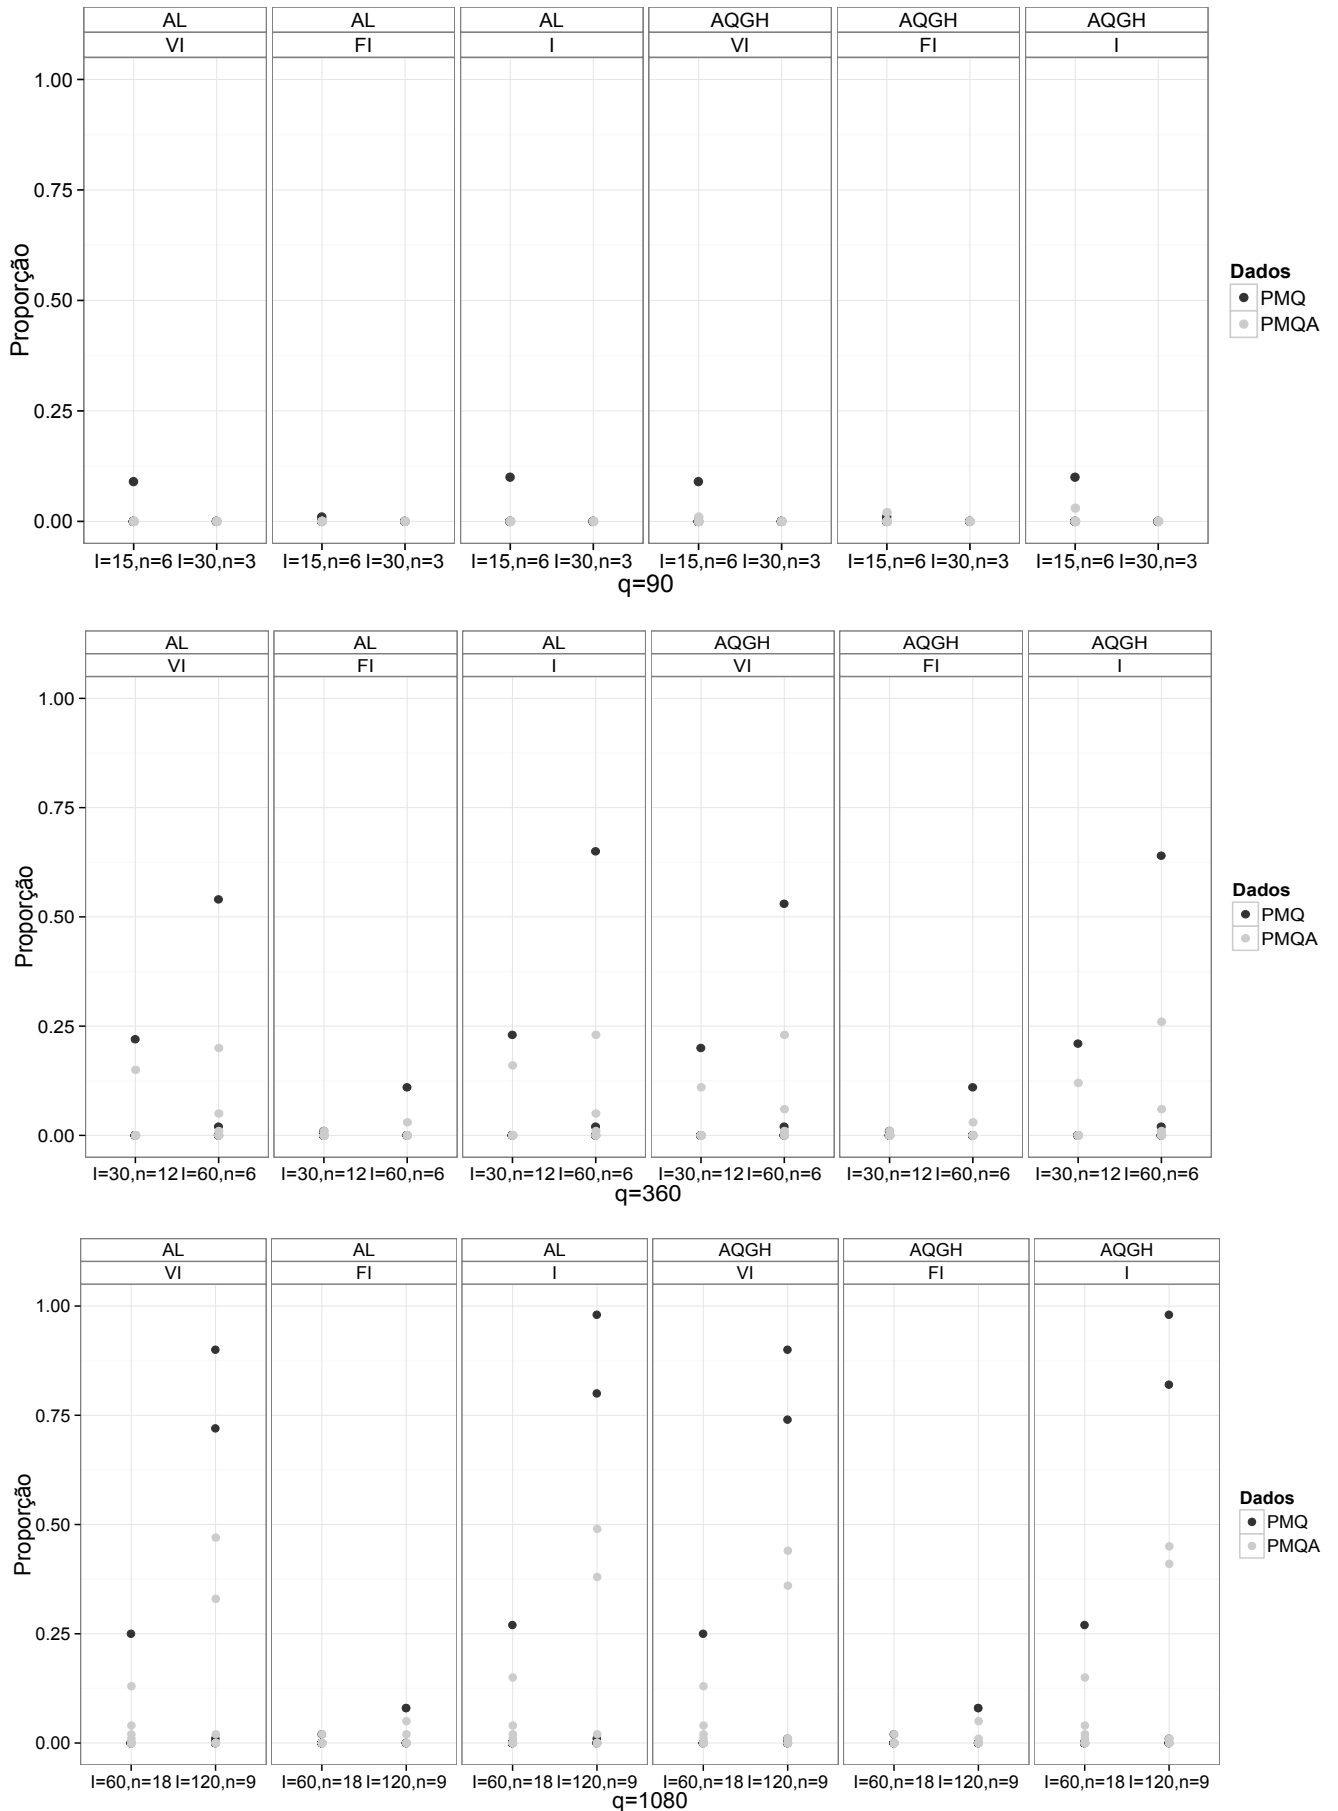 AL AL AL AQGH AQGH AQGH
VI FI I VI FI I
1.00
0.75
0.50
0.25
0.00
Proporção
I=15,n=6 I=30,n=3 I=15,n=6 I=30,n=3 I=15,n=6 I=30,n=3 I=15,n=6 I=30,n=3 I=15,n=6 I=30,n=3 I=15,n=6 I=30,n=3
q=90
Dados
PMQ
PMQA
AL AL AL AQGH AQGH AQGH
VI FI I VI FI I
1.00
0.75
0.50
0.25
0.00
Proporção
I=30,n=12 I=60,n=6 I=30,n=12 I=60,n=6 I=30,n=12 I=60,n=6 I=30,n=12 I=60,n=6 I=30,n=12 I=60,n=6 I=30,n=12 I=60,n=6
q=360
Dados
PMQ
PMQA
AL AL AL AQGH AQGH AQGH
VI FI I VI FI I
1.00
0.75
0.50
0.25
0.00
Proporção
I=60,n=18 I=120,n=9 I=60,n=18 I=120,n=9 I=60,n=18 I=120,n=9 I=60,n=18 I=120,n=9 I=60,n=18 I=120,n=9 I=60,n=18 I=120,n=9
q=1080
Dados
PMQ
PMQA